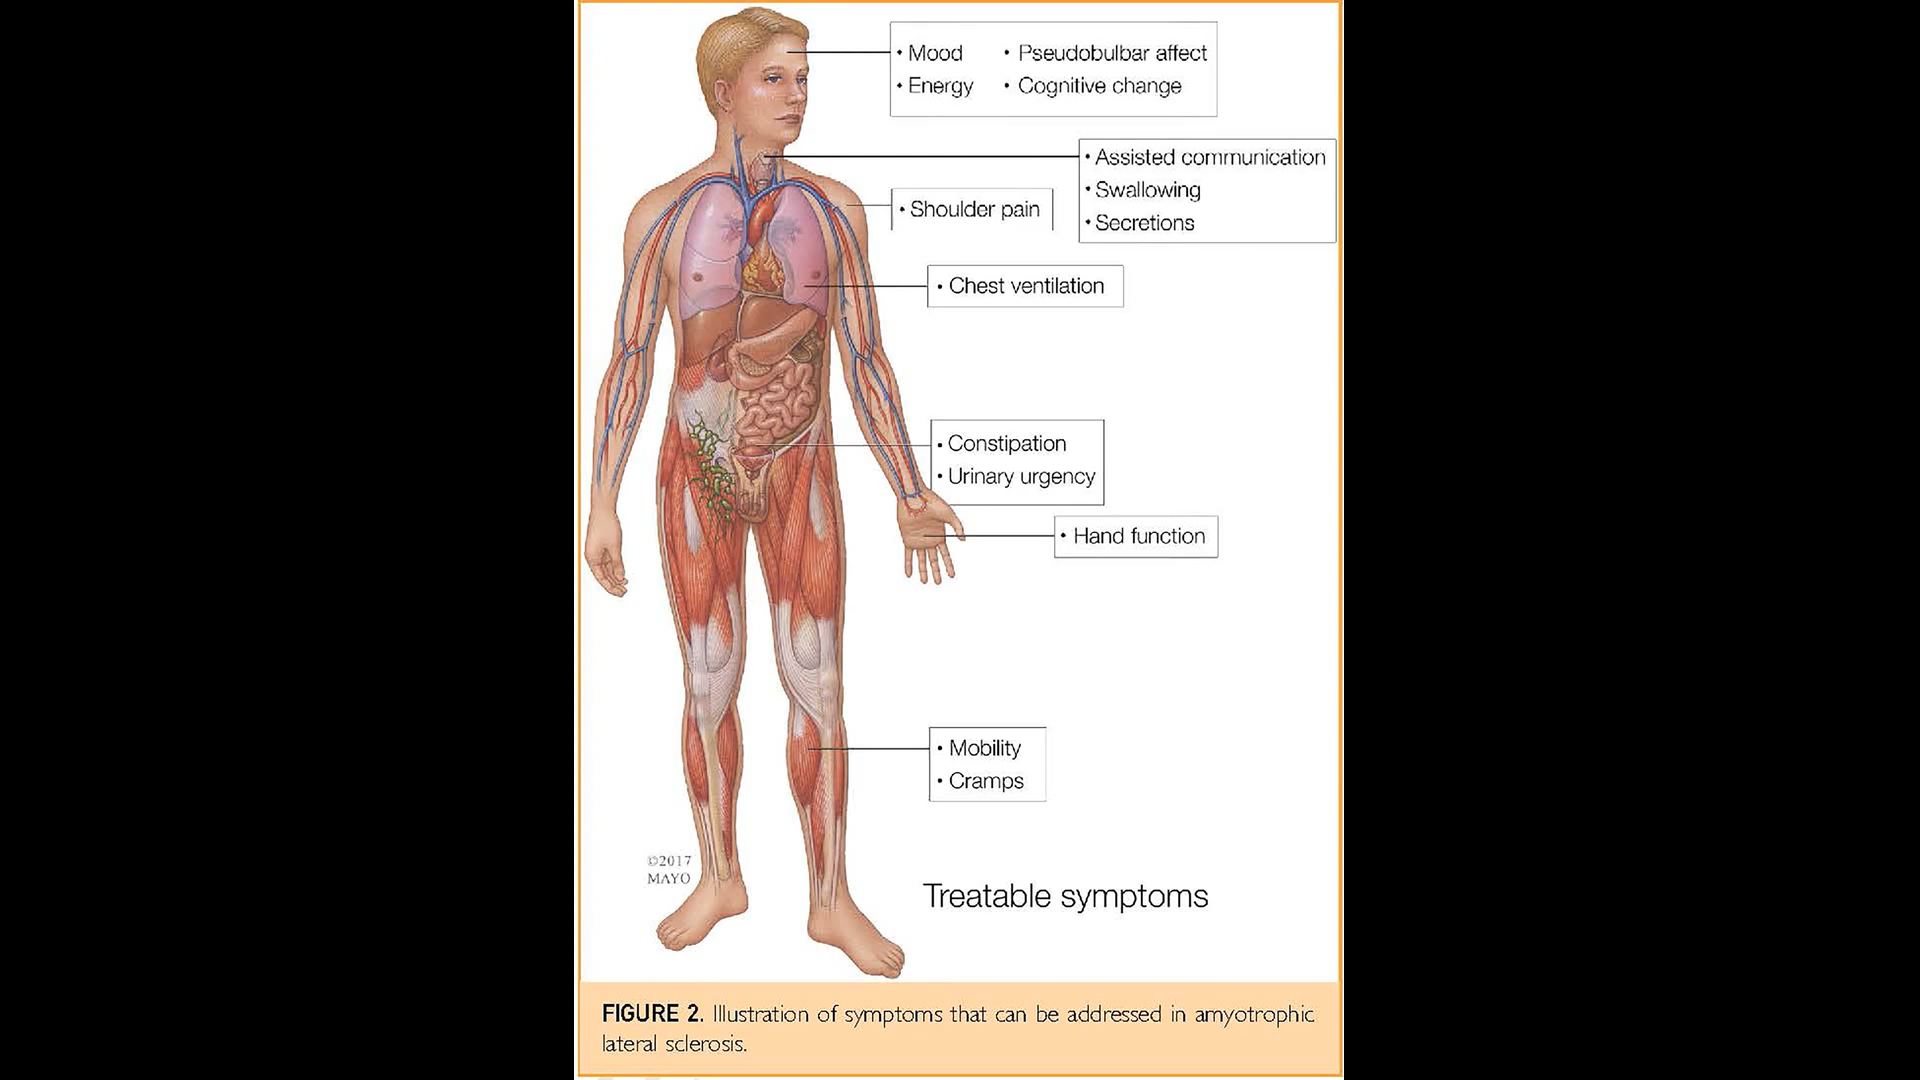 • Mood • Pseudobulbar affect
• Energy • Cognitive change
• Assisted communication
• Swallowing
• Secretions
• Shoulder pain
• Chest ventilation
• Constipation
• Urinary urgency
• Hand function
• Mobility
• Cramps
©2017
MAYO
Treatable symptoms
FIGURE 2. Illustration of symptoms that can be addressed in amyotrophic
lateral sclerosis.